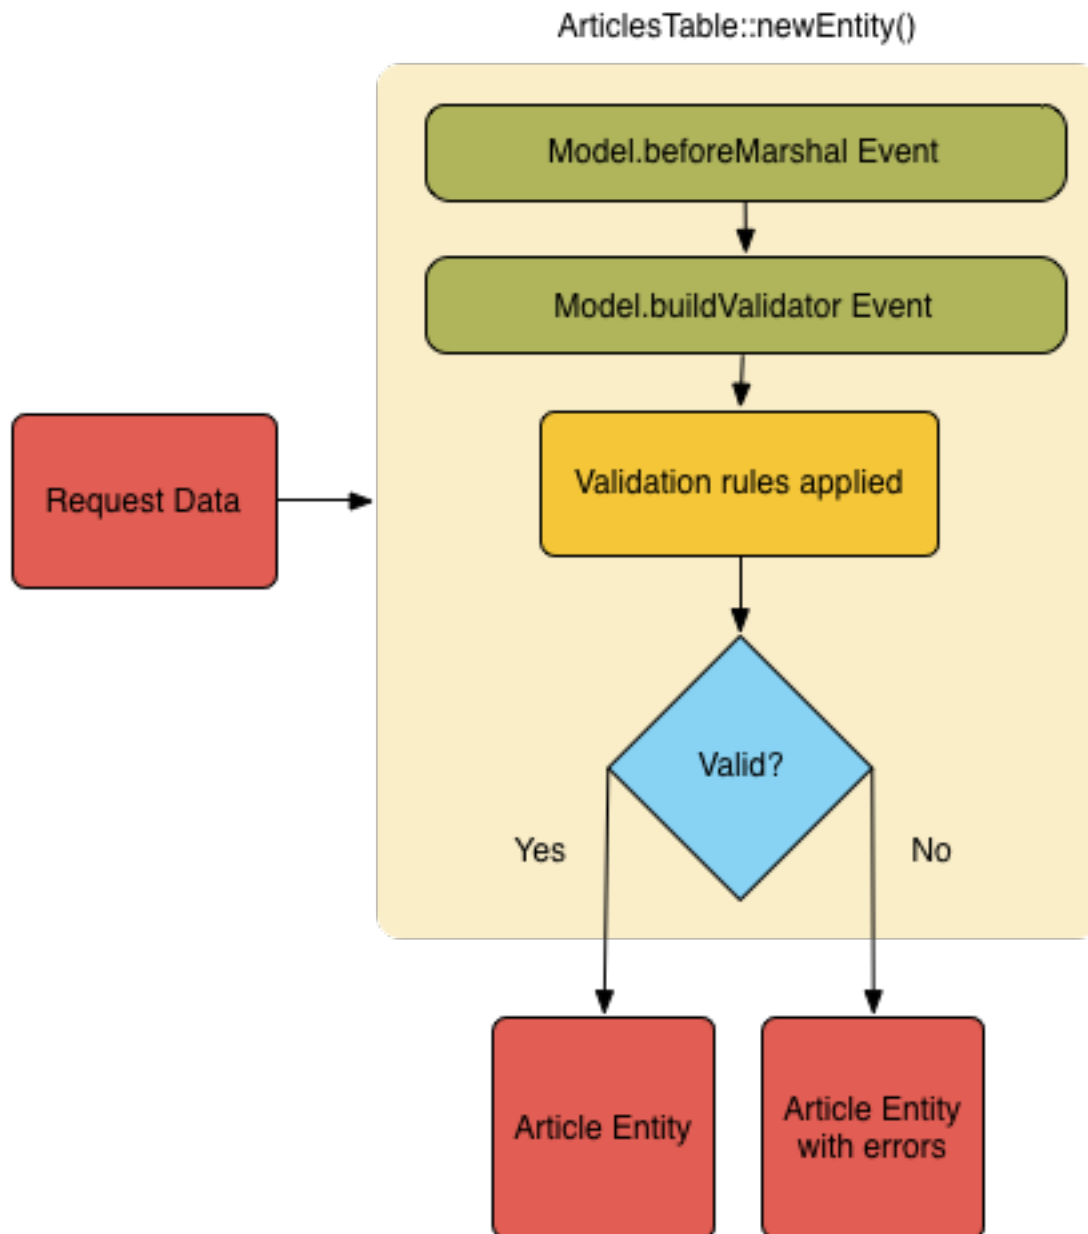 ArticlesTable::newEntity()
Model.beforeMarshal Event
Model.buildValidator Event
Request Data
Validation rules applied
Valid?
Yes
No
Article Entity
Article Entity
with errors